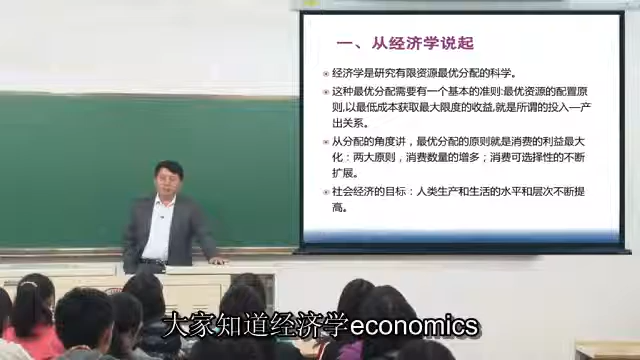 一、从经济学说起
经济学是研究有限资源最优分配的科学。
这种最优分配需要有一个基本的准则:最优资源的配置原
则,以最低成本获取最大限度的收益,就是所谓的投入—产
出关系。
从分配的角度讲，最优分配的原则就是消费的利益最大
化：两大原则，消费数量的增多；消费可选择性的不断
扩展。
社会经济的目标：人类生产和生活的水平和层次不断提
高。
大家知道经济学economics